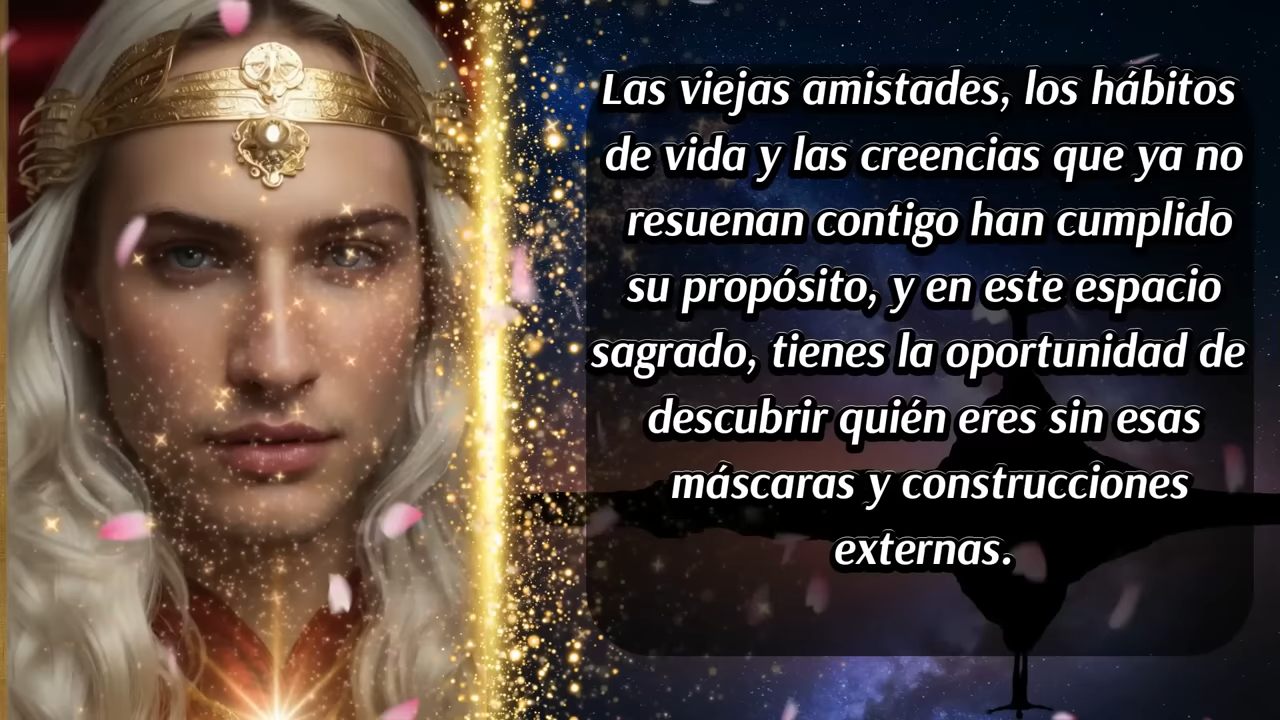 Las viejas amistades, los hábitos
de vida y las creencias que ya no
resuenan contigo han cumplido
su propósito, y en este espacio
sagrado, tienes la oportunidad de
descubrir quién eres sin esas
máscaras y construcciones
externas.